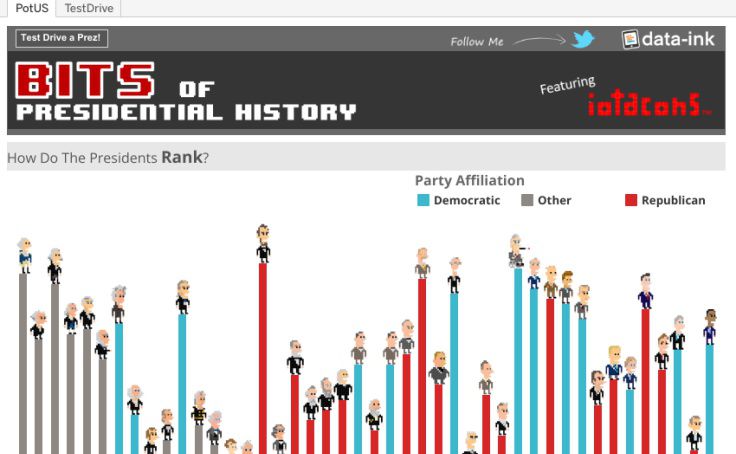 PotUS TestDrive
Test Drive a Prez!
Follow Me
data-ink
BITS OF
PRESIDENTIAL HISTORY
Featuring
iotacons™
How Do The Presidents Rank?
Party Affiliation
Democratic Other Republican